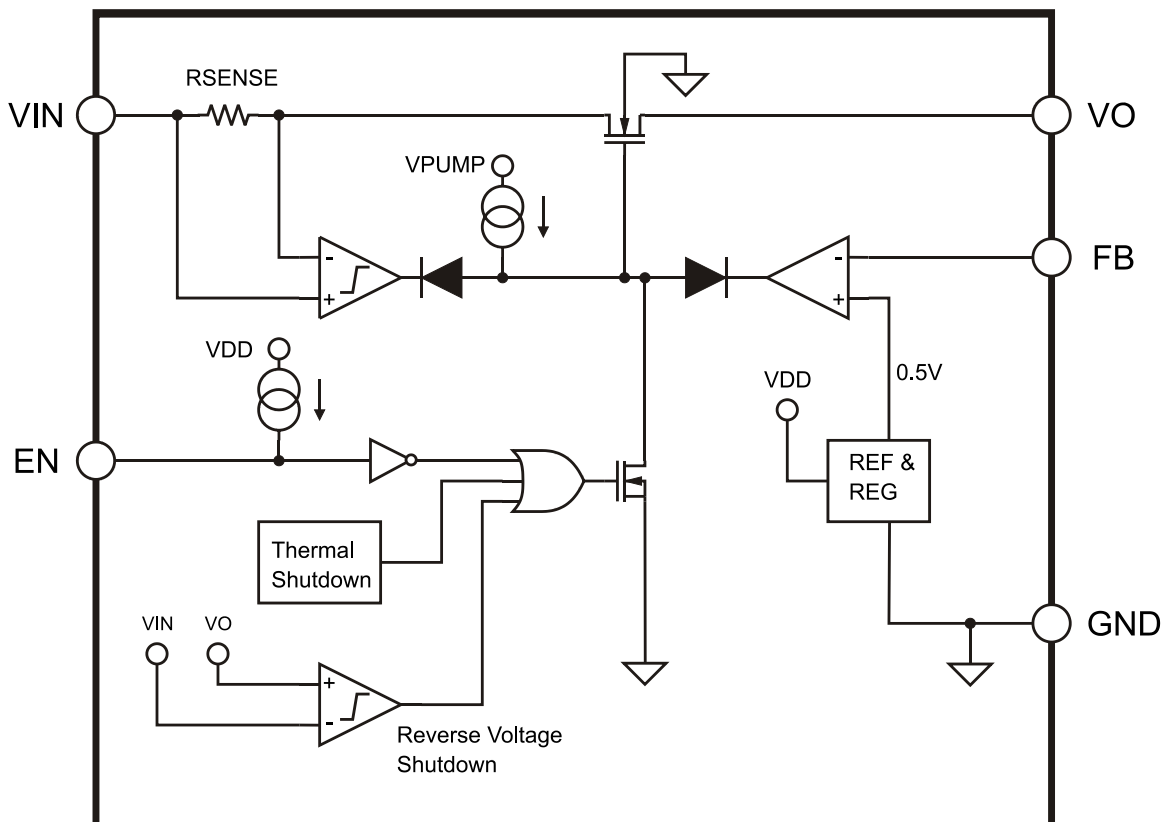 RSENSE
VIN
VO
VPUMP
-
+
-
+
FB
VDD
0.5V
VDD
EN
REF &
REG
Thermal
Shutdown
VIN
VO
GND
+
-
Reverse Voltage
Shutdown